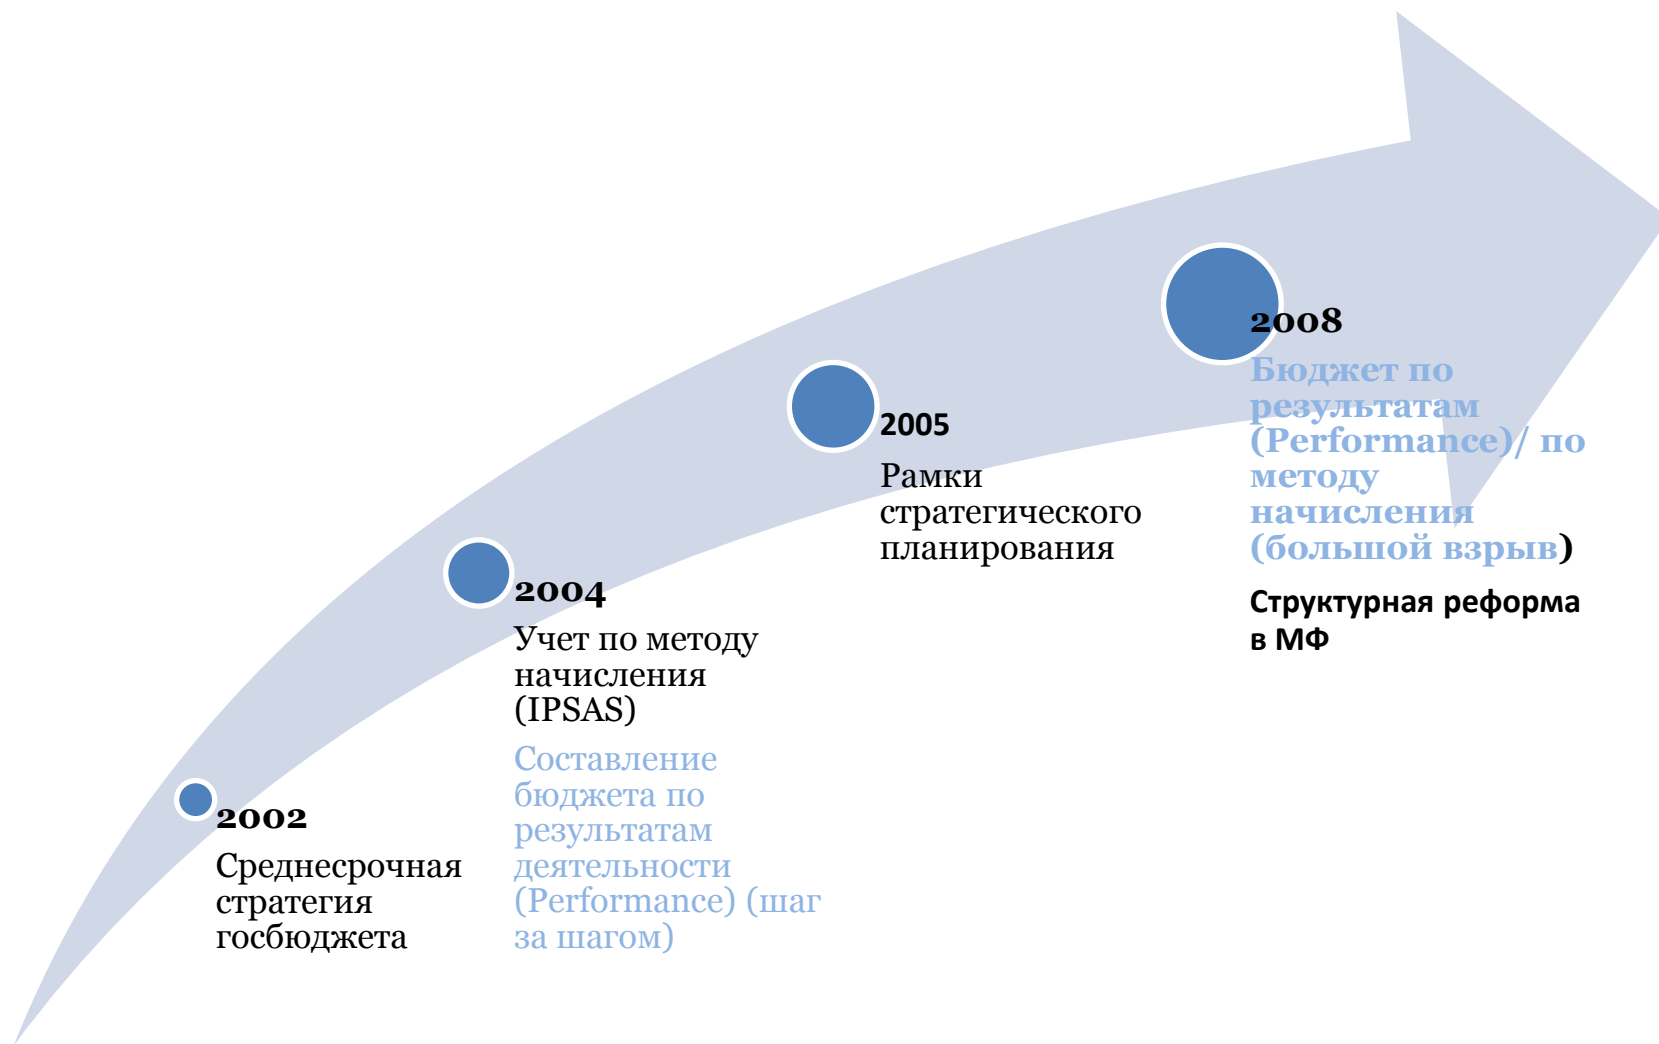 2002
Среднесрочная
стратегия
госбюджета
2004
Учет по методу
начисления
(IPSAS)
Составление
бюджета по
результатам
деятельности
(Performance) (шаг
за шагом)
2005
Рамки
стратегического
планирования
2008
Бюджет по
результатам
(Performance)/ по
методу
начисления
(большой взрыв)
Структурная реформа
в МФ